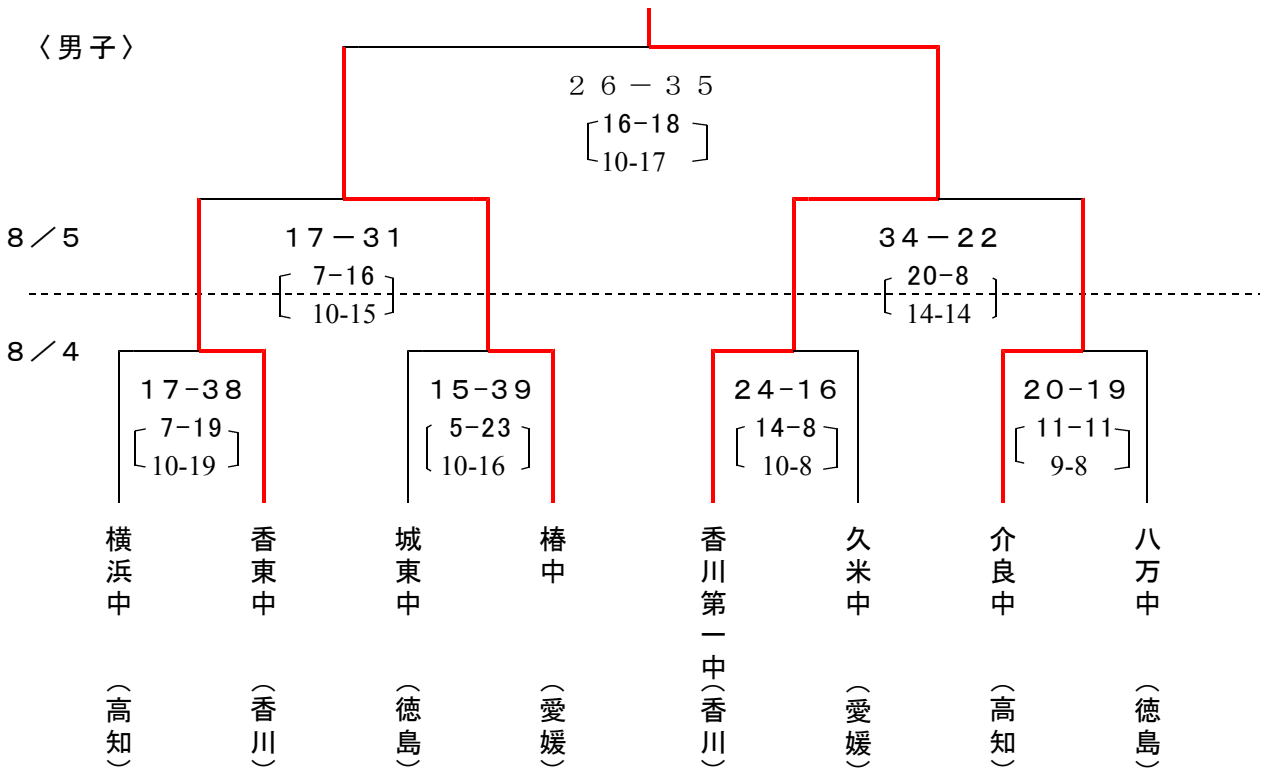 〈男子〉
２６－３５
16-18
10-17
8／5
17－31
34－22
7-16
20-8
10-15
14-14
8／4
17-38
15-39
24-16
20-19
7-19
5-23
14-8
11-11
10-19
10-16
10-8
9-8
横浜中（高知）
香東中（香川）
城東中（徳島）
椿中（愛媛）
香川第一中（香川）
久米中（愛媛）
介良中（高知）
八万中（徳島）